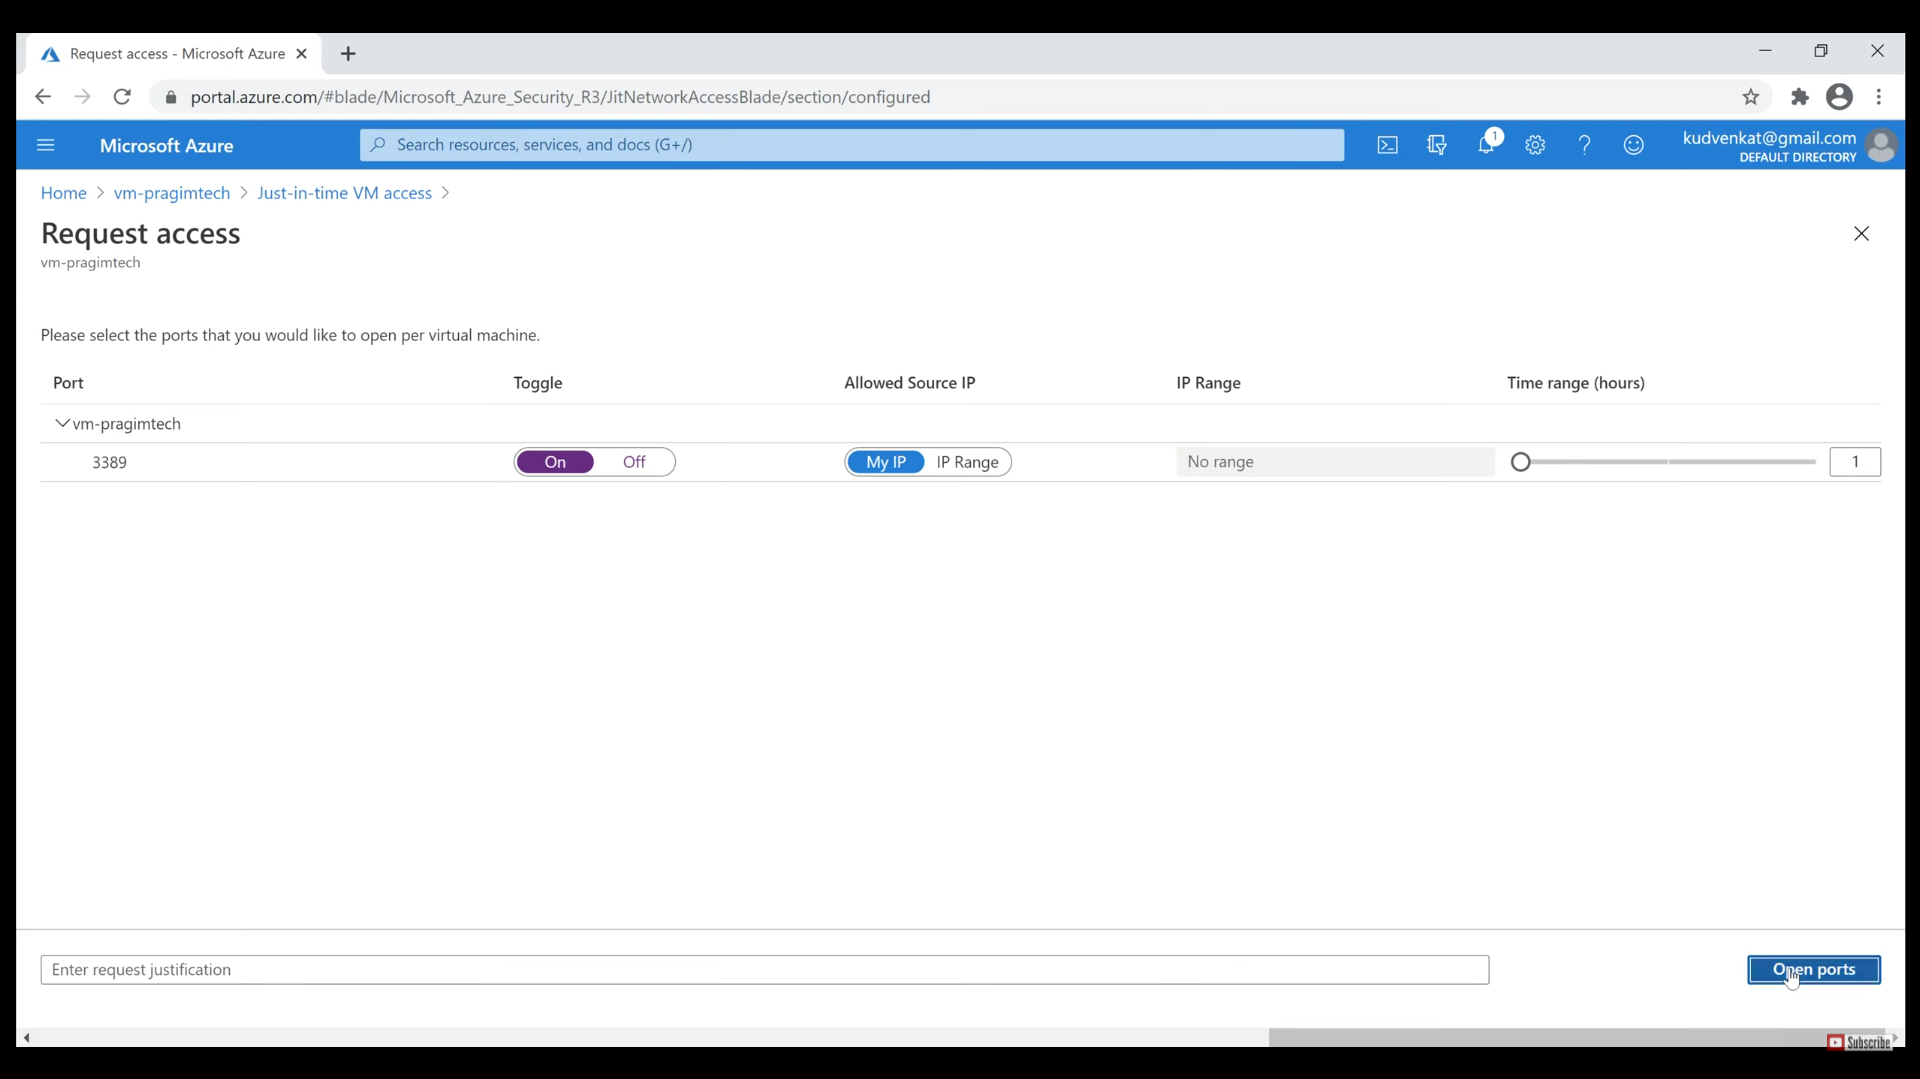 Request access - Microsoft Azure
portal.azure.com/#blade/Microsoft_Azure_Security_R3/JitNetworkAccessBlade/section/configured
Microsoft Azure
Search resources, services, and docs (G+/)
1
kudvenkat@gmail.com
DEFAULT DIRECTORY
Home > vm-pragimtech > Just-in-time VM access >
Request access
vm-pragimtech
Please select the ports that you would like to open per virtual machine.
Port Toggle Allowed Source IP IP Range Time range (hours)
vm-pragimtech
3389 On Off My IP IP Range No range 1
Enter request justification
Open ports
Subscribe